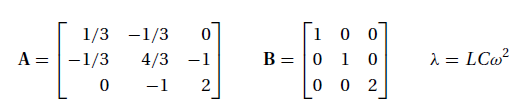 A = [ 1/3 −1/3 0 ; −1/3 4/3 −1 ; 0 −1 2 ] B = [ 1 0 0 ; 0 1 0 ; 0 0 2 ] λ = LCω²